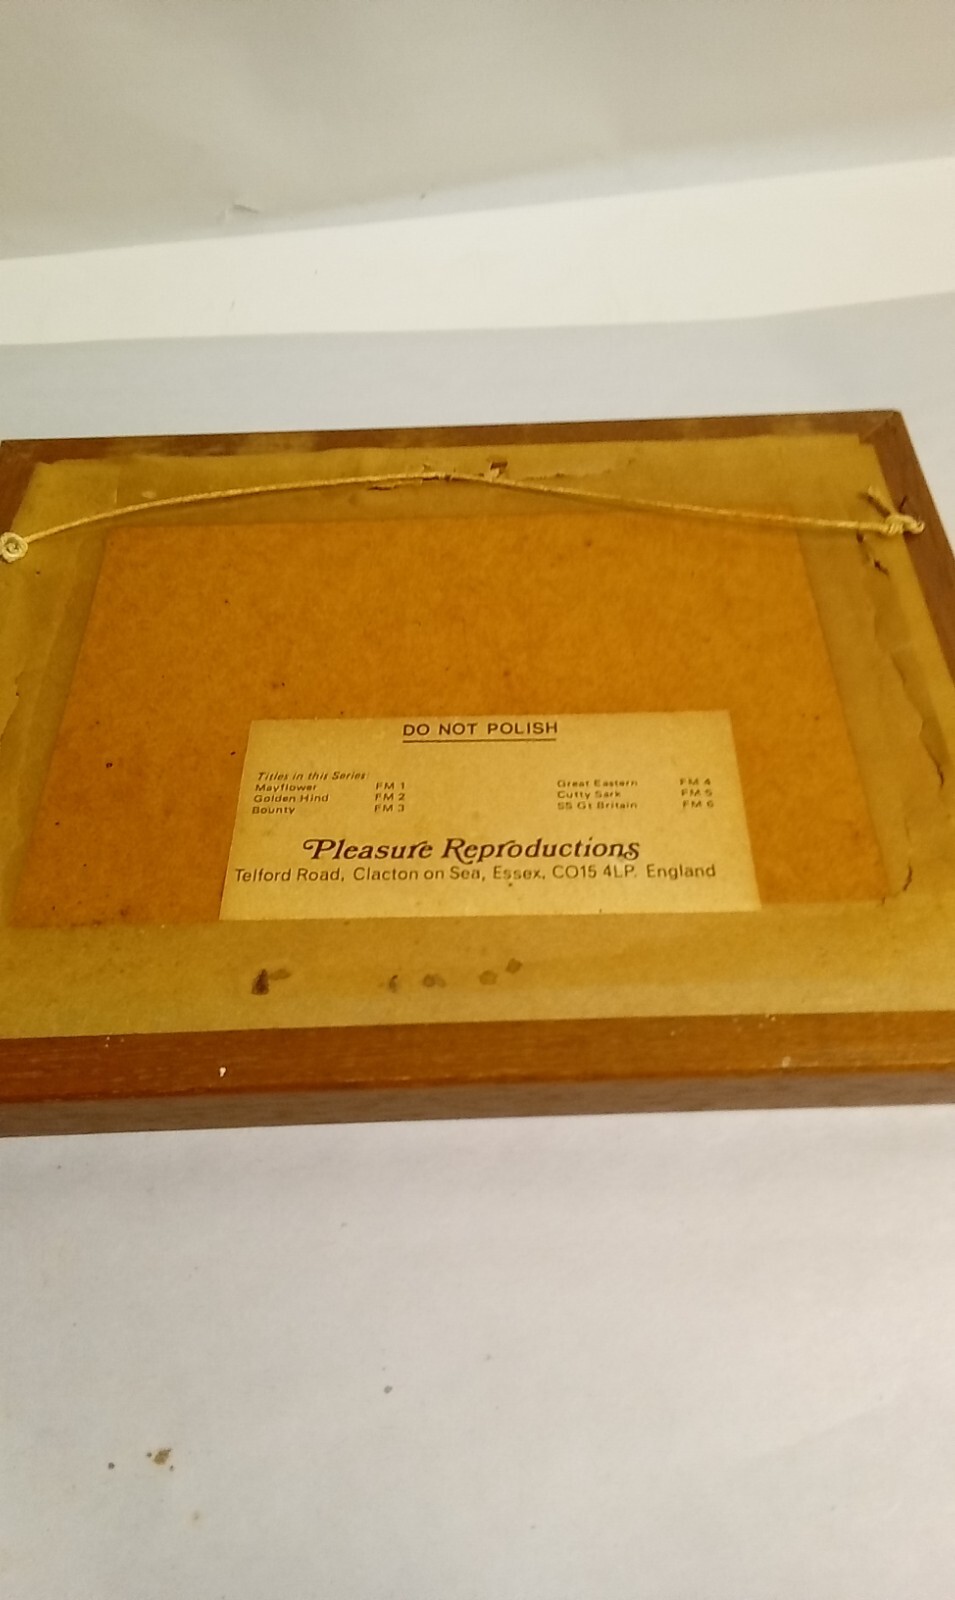 DO NOT POLISH
Titles in this Series:
Mayflower FM 1 Great Eastern FM 4
Golden Hind FM 2 Cutty Sark FM 5
Bounty FM 3 SS Gt Britain FM 6
Pleasure Reproductions
Telford Road, Clacton on Sea, Essex, CO15 4LP. England